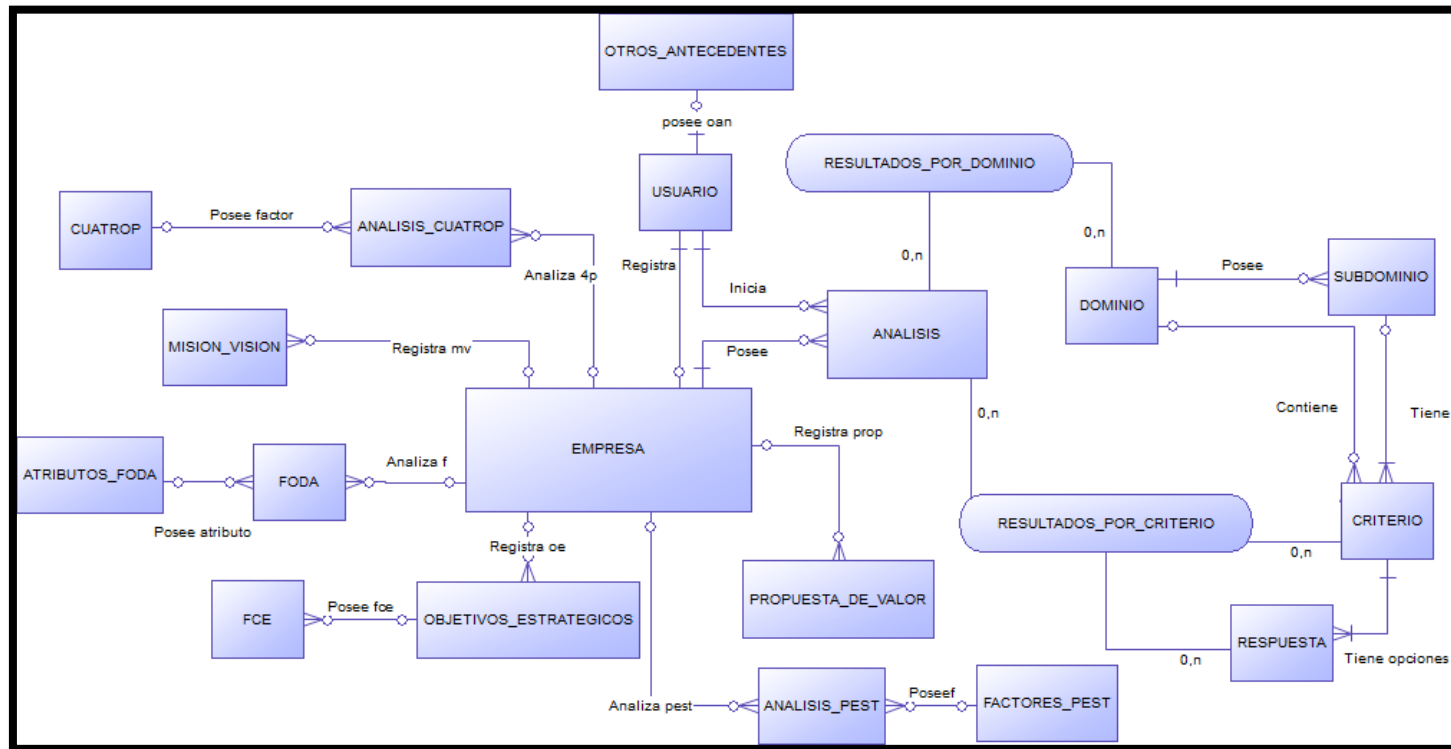 OTROS_ANTECEDENTES
posee oan
RESULTADOS_POR_DOMINIO
USUARIO
CUATROP
Posee factor
ANALISIS_CUATROP
Analiza 4p
Registra
0,n
0,n
Inicia
DOMINIO
Posee
SUBDOMINIO
MISION_VISION
Registra mv
Posee
ANALISIS
0,n
Contiene
Tiene
EMPRESA
Registra prop
ATRIBUTOS_FODA
FODA
Analiza f
Posee atributo
Registra oe
RESULTADOS_POR_CRITERIO
0,n
CRITERIO
FCE
Posee fce
OBJETIVOS_ESTRATEGICOS
PROPUESTA_DE_VALOR
0,n
RESPUESTA
Tiene opciones
Analiza pest
ANALISIS_PEST
Poseef
FACTORES_PEST